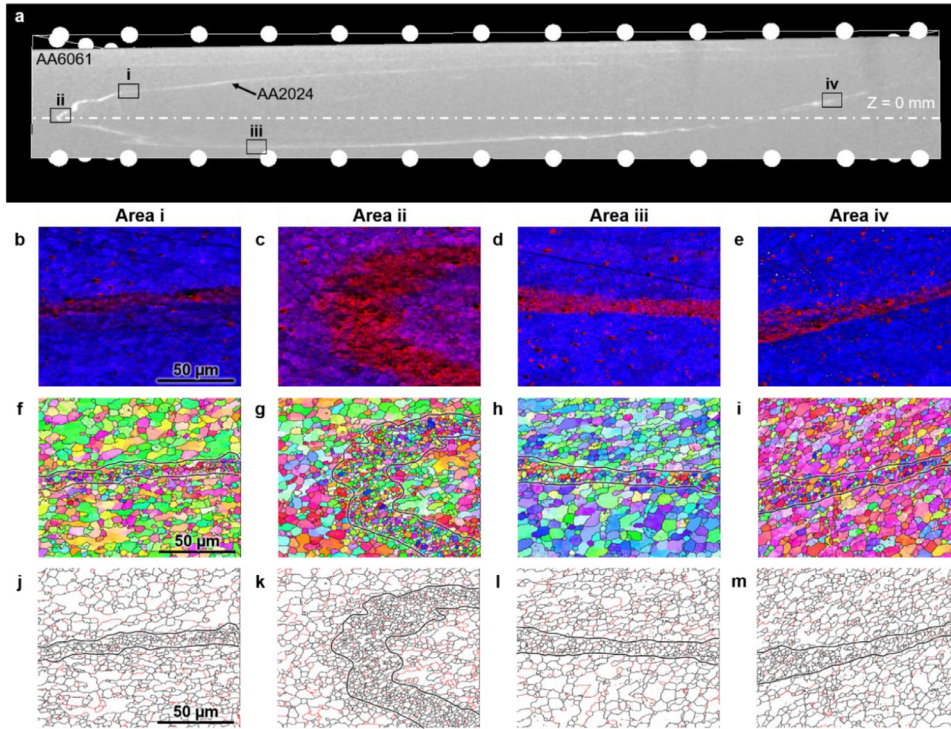 a
AA6061
i
ii
AA2024
iv
Z = 0 mm
iii
Area i
Area ii
Area iii
Area iv
b
c
d
e
50 µm
f
g
h
i
50 µm
j
k
l
m
50 µm